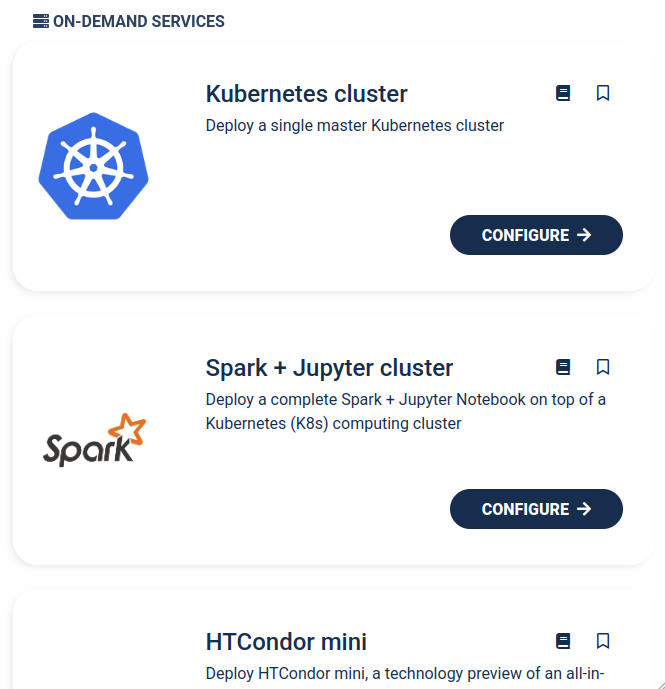 ON-DEMAND SERVICES
Kubernetes cluster
Deploy a single master Kubernetes cluster
CONFIGURE
Spark + Jupyter cluster
Deploy a complete Spark + Jupyter Notebook on top of a
Kubernetes (K8s) computing cluster
Spark
CONFIGURE
HTCondor mini
Deploy HTCondor mini, a technology preview of an all-in-